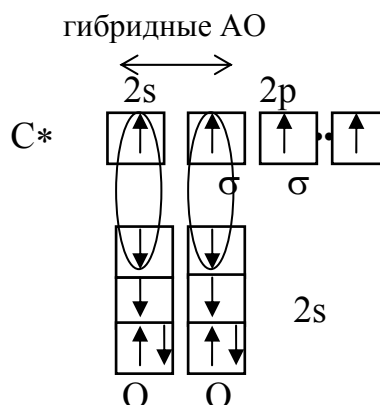 гибридные АО
2s 2p
C*
σ σ
2s
O O